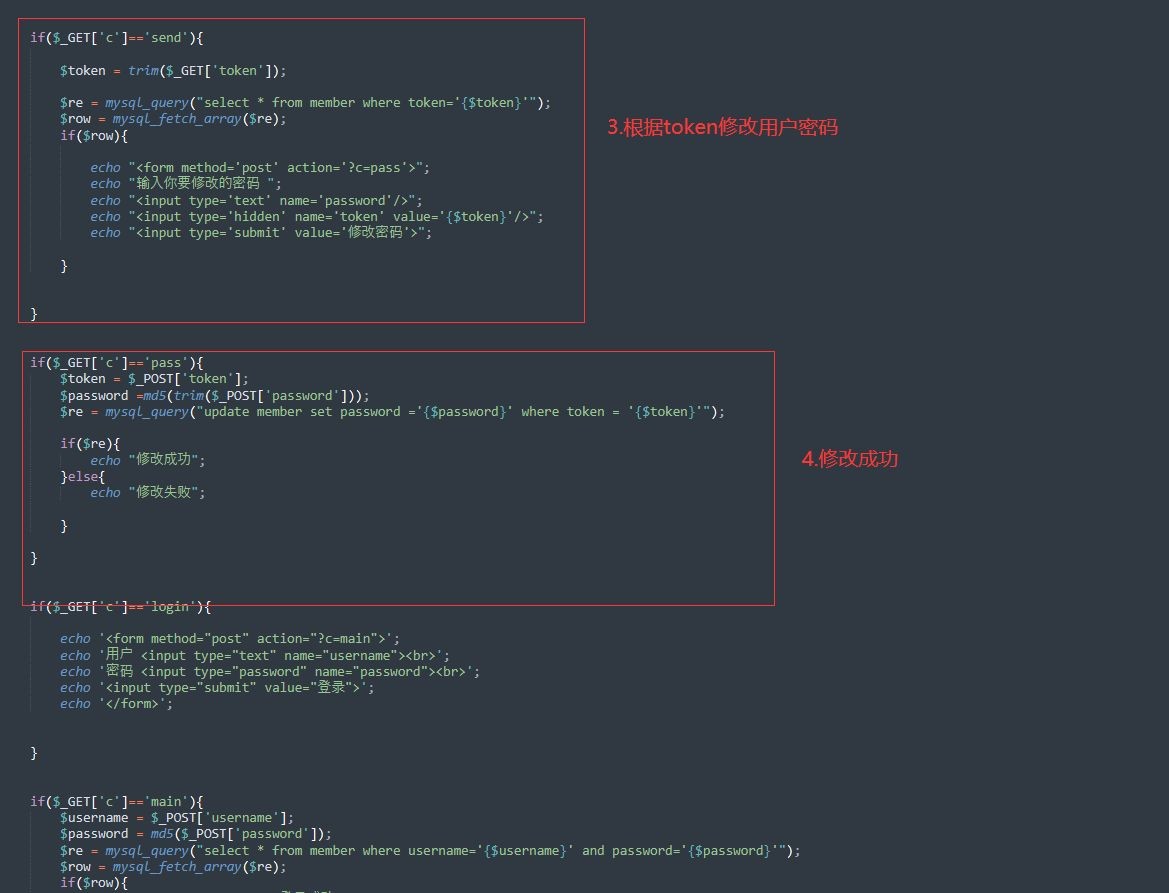 if($_GET['c']=='send'){
$token = trim($_GET['token']);
$re = mysql_query("select * from member where token='{$token}'");
$row = mysql_fetch_array($re);
3.根据token修改用户密码
if($row){
echo "<form method='post' action='?c=pass'>";
echo "输入你要修改的密码 ";
echo "<input type='text' name='password'/>";
echo "<input type='hidden' name='token' value='{$token}'/>";
echo "<input type='submit' value='修改密码'>";
}
}
if($_GET['c']=='pass'){
$token = $_POST['token'];
$password =md5(trim($_POST['password']));
$re = mysql_query("update member set password ='{$password}' where token = '{$token}'");
if($re){
echo "修改成功";
4.修改成功
}else{
echo "修改失败";
}
}
if($_GET['c']=='login'){
echo '<form method="post" action="?c=main">';
echo '用户 <input type="text" name="username"><br>';
echo '密码 <input type="password" name="password"><br>';
echo '<input type="submit" value="登录">';
echo '</form>';
}
if($_GET['c']=='main'){
$username = $_POST['username'];
$password = md5($_POST['password']);
$re = mysql_query("select * from member where username='{$username}' and password='{$password}'");
$row = mysql_fetch_array($re);
if($row){